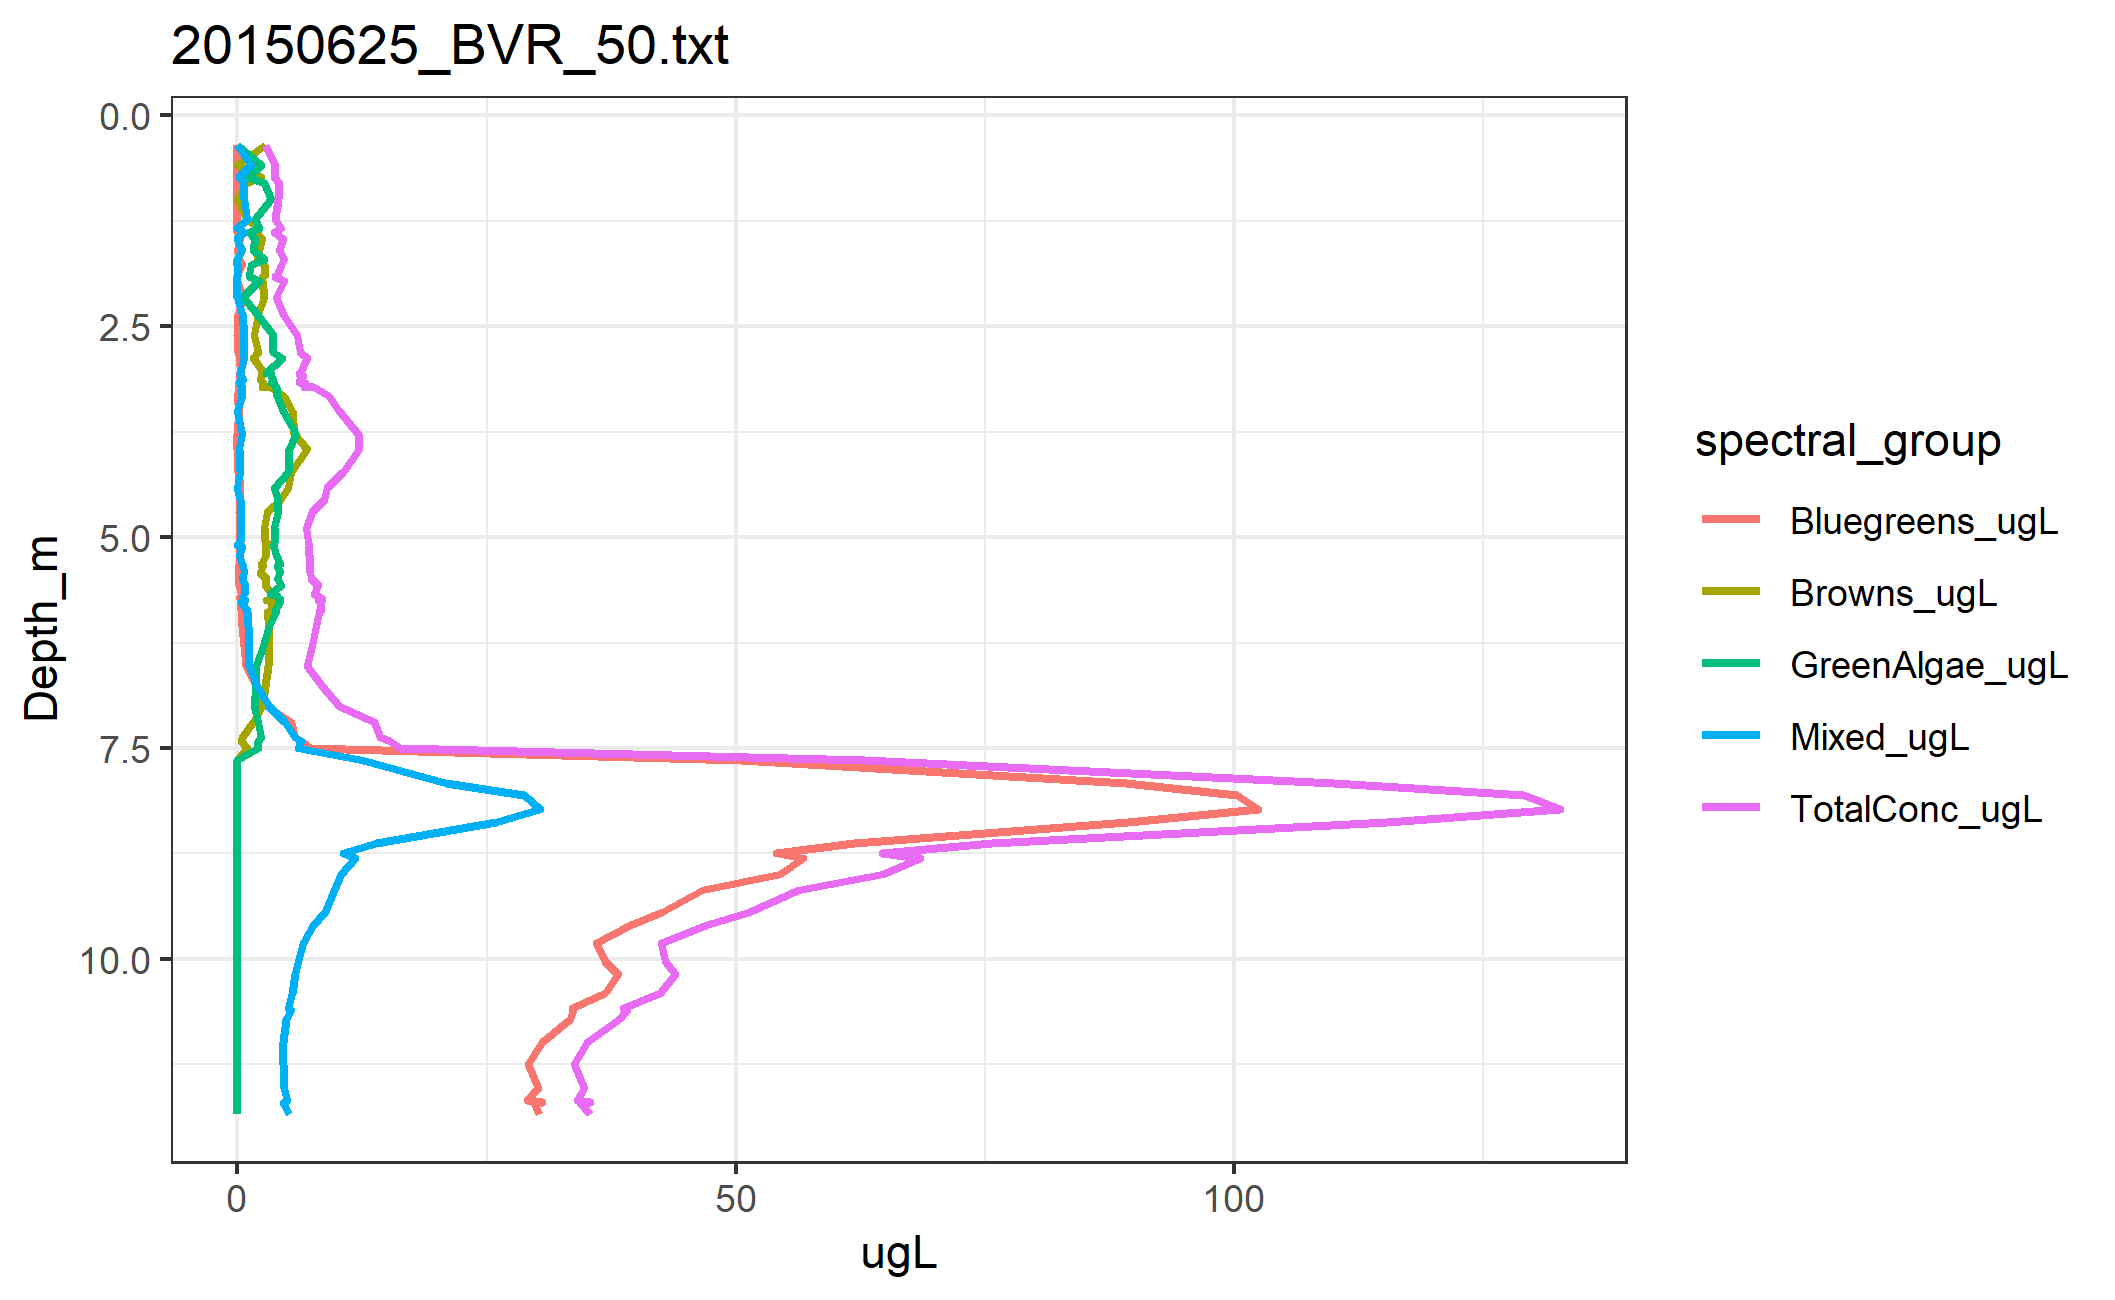 20150625_BVR_50.txt
0.0
2.5
5.0
7.5
10.0
Depth_m
0
50
100
ugL
spectral_group
Bluegreens_ugL
Browns_ugL
GreenAlgae_ugL
Mixed_ugL
TotalConc_ugL